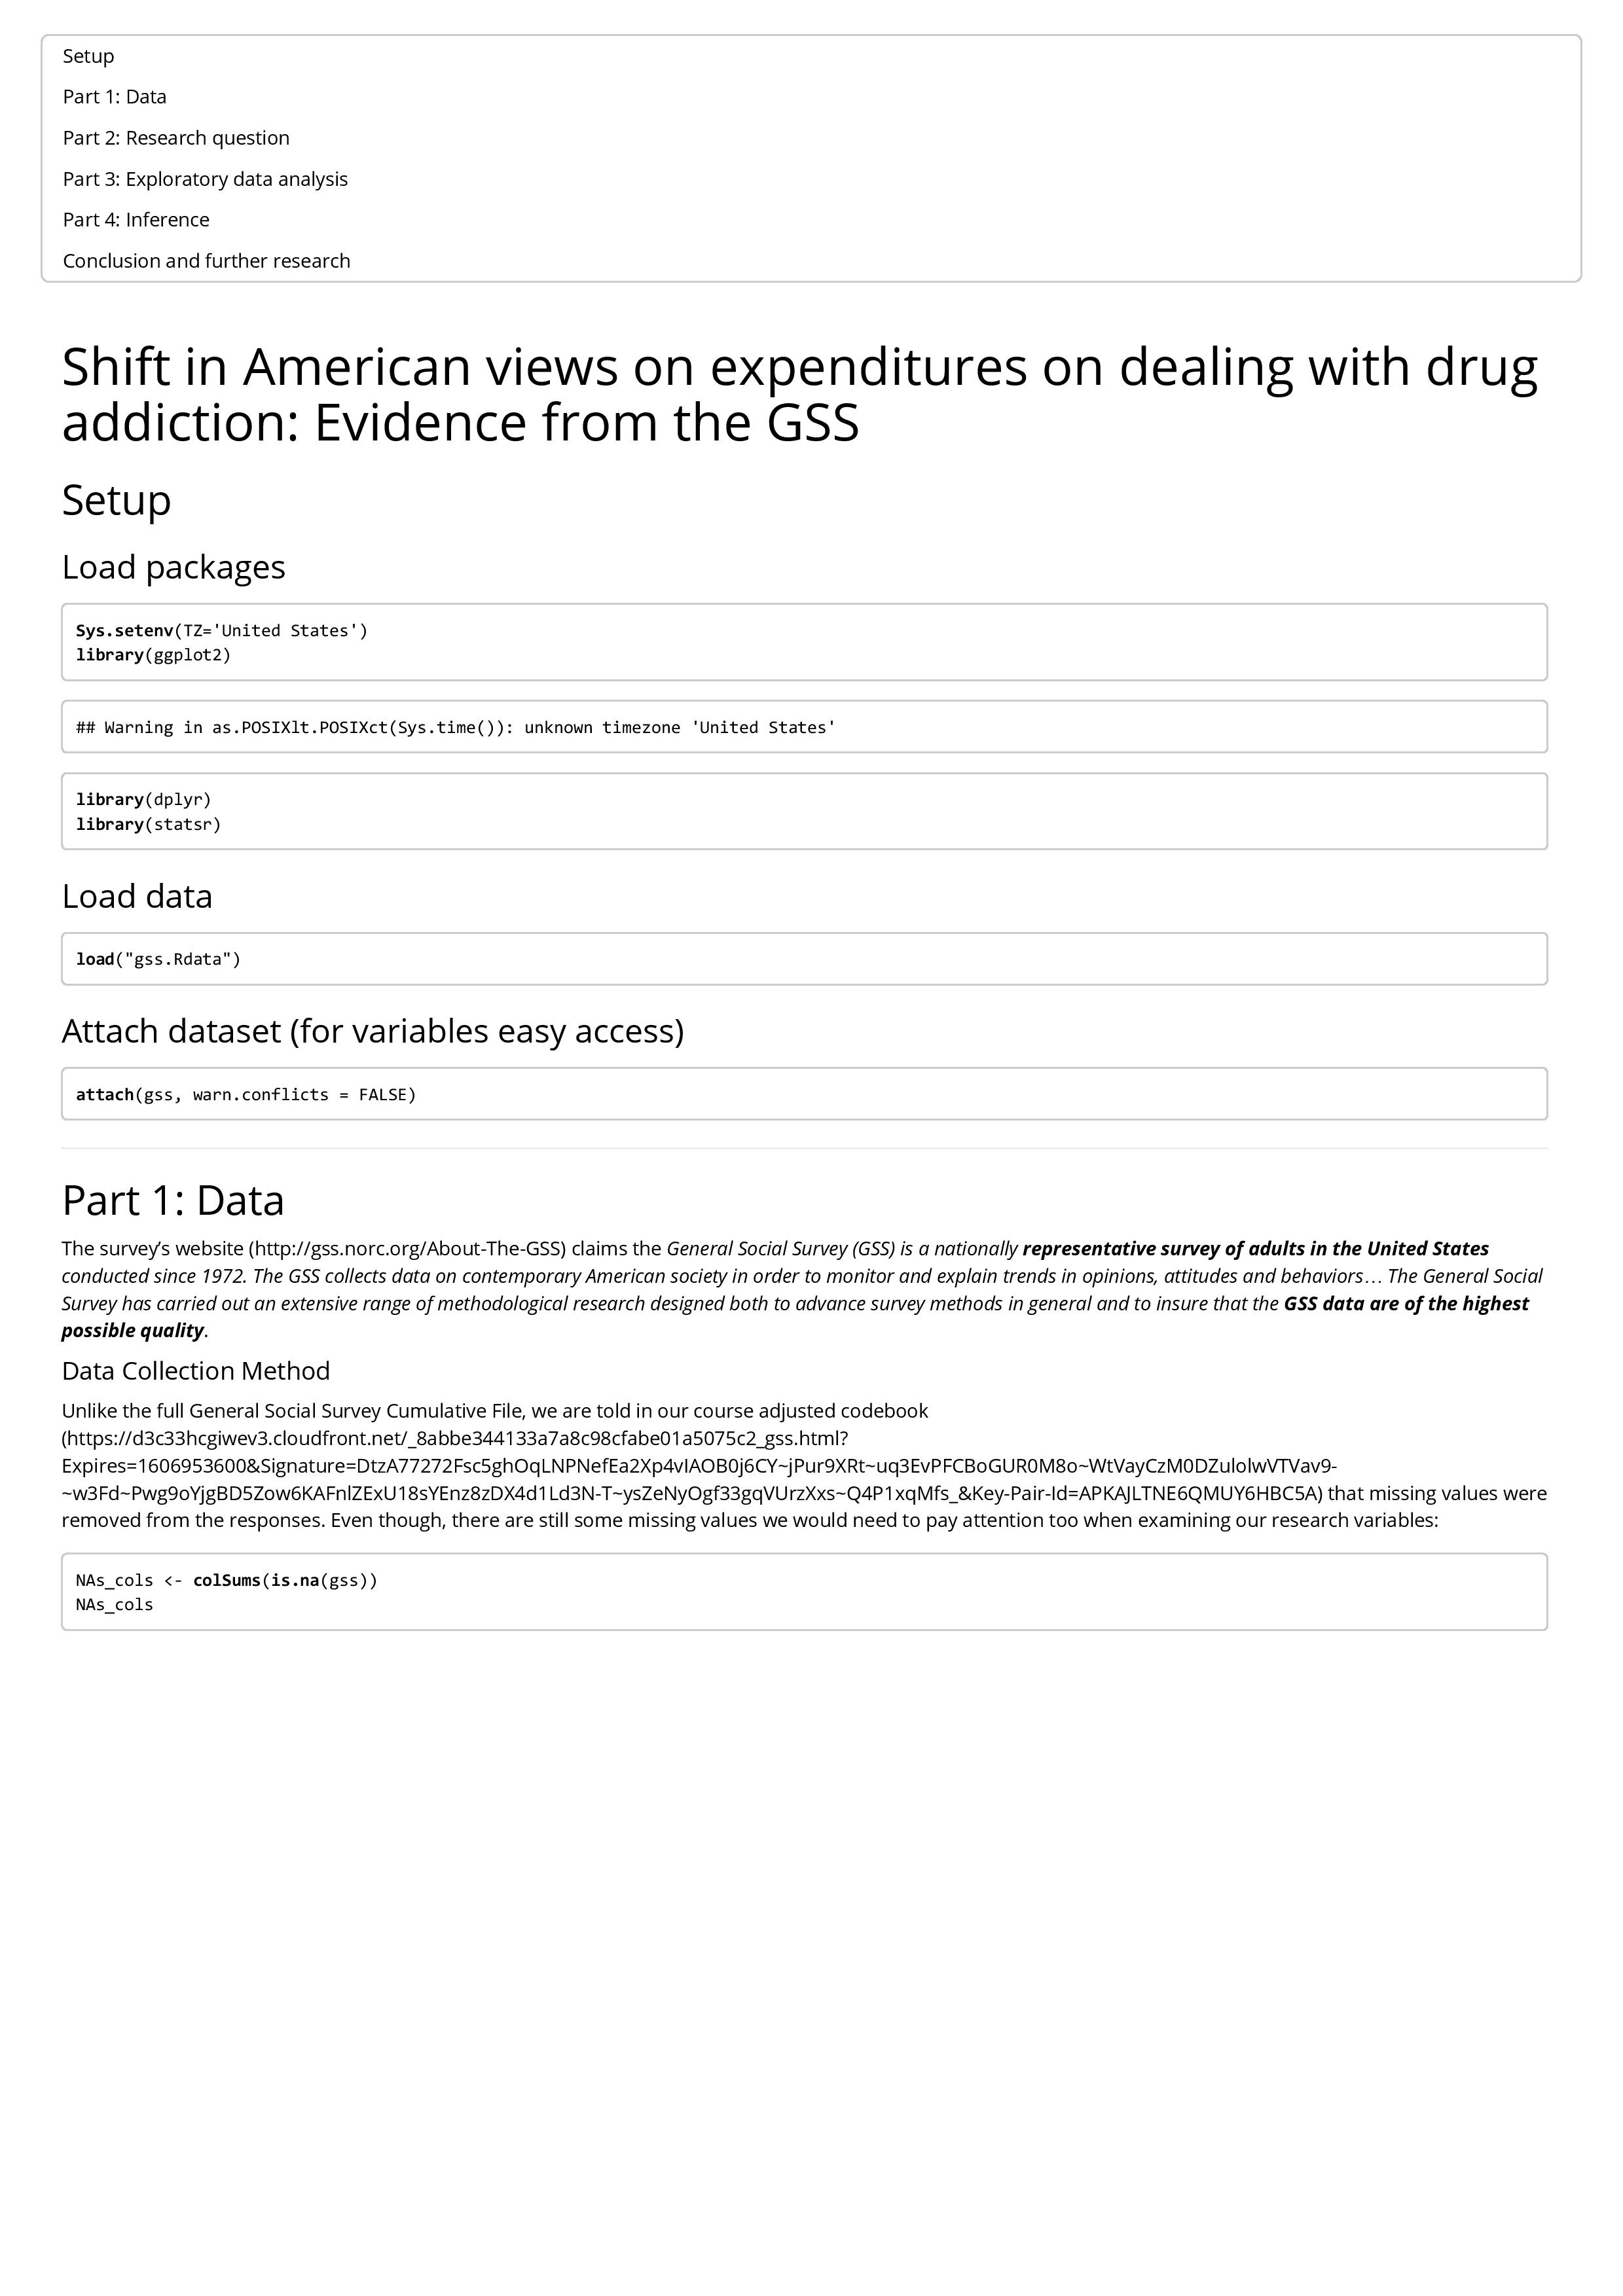 Setup
Part 1: Data
Part 2: Research question
Part 3: Exploratory data analysis
Part 4: Inference
Conclusion and further research
Shift in American views on expenditures on dealing with drug
addiction: Evidence from the GSS
Setup
Load packages
Sys.setenv(TZ='United States')
library(ggplot2)
## Warning in as.POSIXlt.POSIXct(Sys.time()): unknown timezone 'United States'
library(dplyr)
library(statsr)
Load data
load("gss.Rdata")
Attach dataset (for variables easy access)
attach(gss, warn.conflicts = FALSE)
Part 1: Data
The survey’s website (http://gss.norc.org/About-The-GSS) claims the General Social Survey (GSS) is a nationally representative survey of adults in the United States
conducted since 1972. The GSS collects data on contemporary American society in order to monitor and explain trends in opinions, attitudes and behaviors… The General Social
Survey has carried out an extensive range of methodological research designed both to advance survey methods in general and to insure that the GSS data are of the highest
possible quality.
Data Collection Method
Unlike the full General Social Survey Cumulative File, we are told in our course adjusted codebook
(https://d3c33hcgiwev3.cloudfront.net/_8abbe344133a7a8c98cfabe01a5075c2_gss.html?
Expires=1606953600&Signature=DtzA77272Fsc5ghOqLNPNefEa2Xp4vIAOB0j6CY~jPur9XRt~uq3EvPFCBoGUR0M8o~WtVayCzM0DZulolwVTVav9-
~w3Fd~Pwg9oYjgBD5Zow6KAFnlZExU18sYEnz8zDX4d1Ld3N-T~ysZeNyOgf33gqVUrzXxs~Q4P1xqMfs_&Key-Pair-Id=APKAJLTNE6QMUY6HBC5A) that missing values were
removed from the responses. Even though, there are still some missing values we would need to pay attention too when examining our research variables:
NAs_cols <- colSums(is.na(gss))
NAs_cols